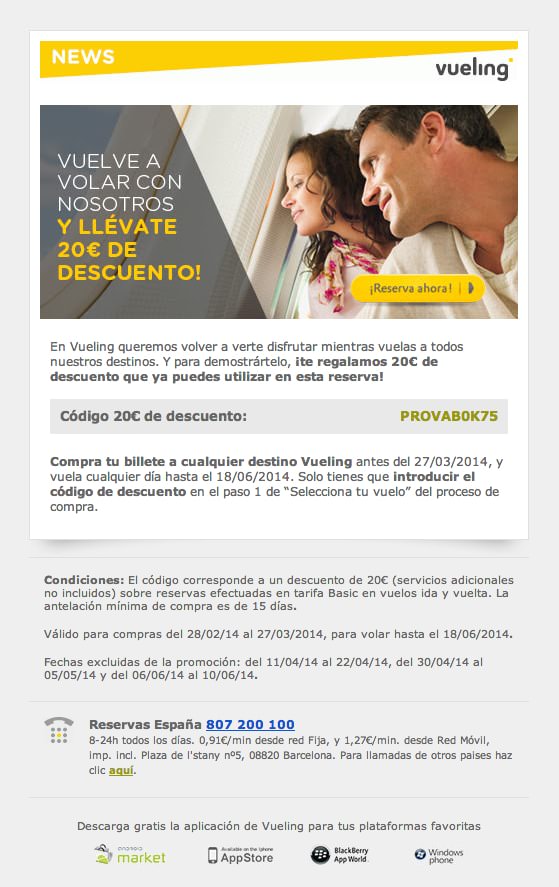 NEWS
vueling
VUELVE A
VOLAR CON
NOSOTROS
Y LLÉVATE
20€ DE
DESCUENTO!
¡Reserva ahora!
En Vueling queremos volver a verte disfrutar mientras vuelas a todos
nuestros destinos. Y para demostrártelo, ¡te regalamos 20€ de
descuento que ya puedes utilizar en esta reserva!
Código 20€ de descuento: PROVAB0K75
Compra tu billete a cualquier destino Vueling antes del 27/03/2014, y
vuela cualquier día hasta el 18/06/2014. Solo tienes que introducir el
código de descuento en el paso 1 de “Selecciona tu vuelo” del proceso de
compra.
Condiciones: El código corresponde a un descuento de 20€ (servicios adicionales
no incluidos) sobre reservas efectuadas en tarifa Basic en vuelos ida y vuelta. La
antelación mínima de compra es de 15 días.
Válido para compras del 28/02/14 al 27/03/2014, para volar hasta el 18/06/2014.
Fechas excluidas de la promoción: del 11/04/14 al 22/04/14, del 30/04/14 al
05/05/14 y del 06/06/14 al 10/06/14.
Reservas España 807 200 100
8-24h todos los días. 0,91€/min desde red Fija, y 1,27€/min. desde Red Móvil,
imp. incl. Plaza de l'stany nº5, 08820 Barcelona. Para llamadas de otros paises haz
clic aquí.
Descarga gratis la aplicación de Vueling para tus plataformas favoritas
android
market
Available on the iphone
AppStore
BlackBerry
App World.
Windows
phone